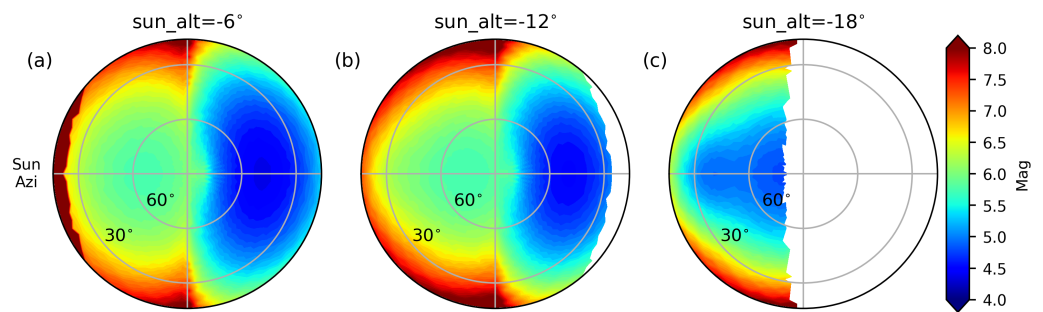 sun_alt=-6°
sun_alt=-12°
sun_alt=-18°
(a)
(b)
(c)
Sun
Azi
60°
30°
60°
30°
60°
30°
8.0
7.5
7.0
6.5
6.0
5.5
5.0
4.5
4.0
Mag